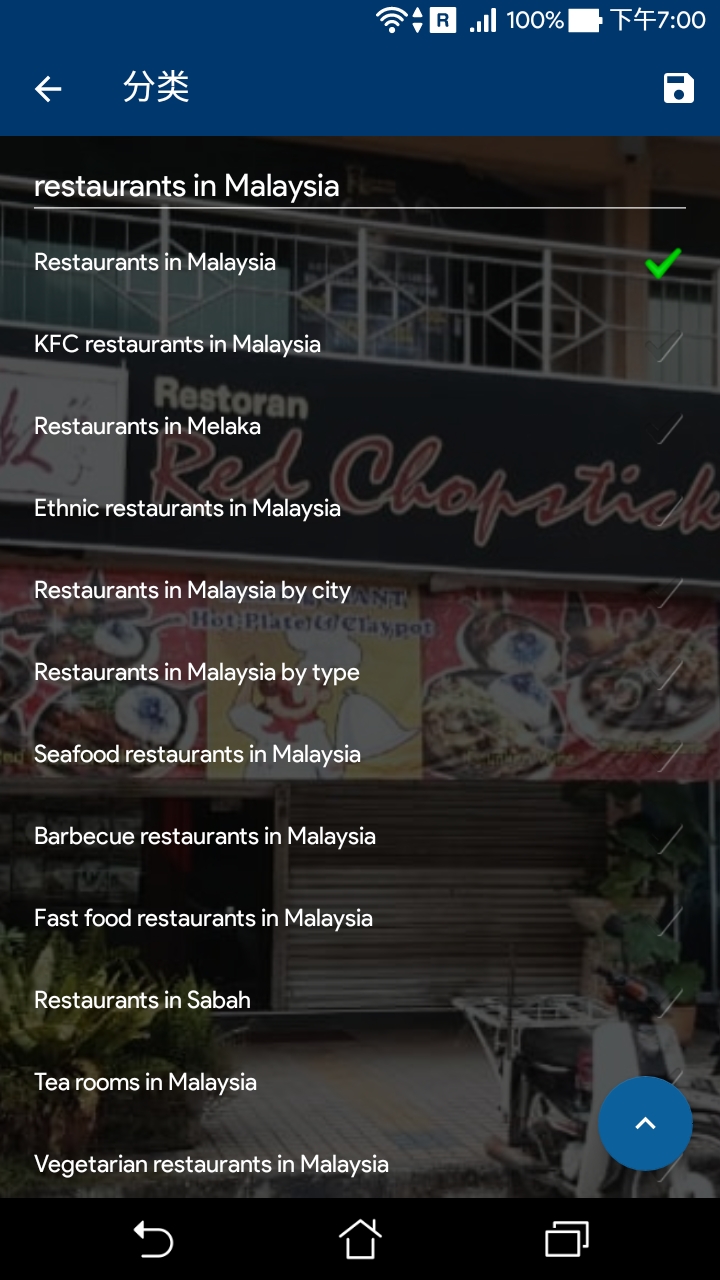 R 100% 下午7:00
分类
restaurants in Malaysia
Restaurants in Malaysia
KFC restaurants in Malaysia
Restoran
Restaurants in Melaka
Red Chopstick
Ethnic restaurants in Malaysia
Restaurants in Malaysia by city
Hot Plate & Claypot
Restaurants in Malaysia by type
Seafood restaurants in Malaysia
Barbecue restaurants in Malaysia
Fast food restaurants in Malaysia
Restaurants in Sabah
Tea rooms in Malaysia
Vegetarian restaurants in Malaysia